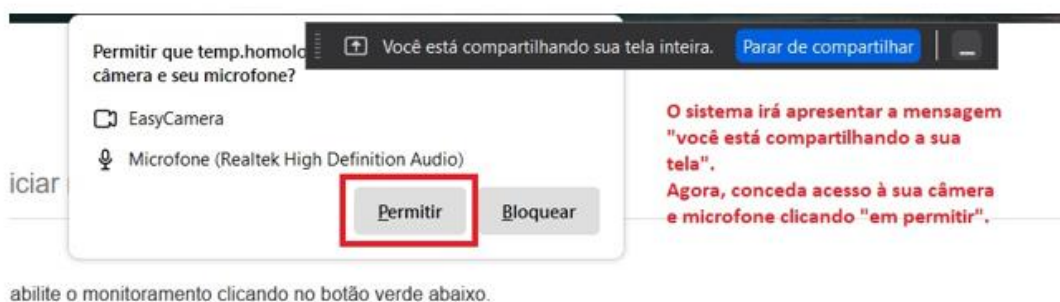 Permitir que temp.homolo
câmera e seu microfone?
Você está compartilhando sua tela inteira.
Parar de compartilhar
EasyCamera
Microfone (Realtek High Definition Audio)
Permitir
Bloquear
O sistema irá apresentar a mensagem
"você está compartilhando a sua
tela".
Agora, conceda acesso à sua câmera
e microfone clicando "em permitir".
iciar
abilite o monitoramento clicando no botão verde abaixo.